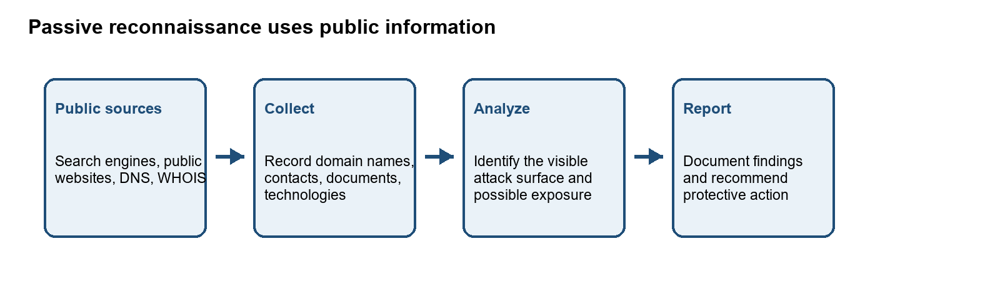 Passive reconnaissance uses public information
Public sources
Search engines, public
websites, DNS, WHOIS
Collect
Record domain names,
contacts, documents,
technologies
Analyze
Identify the visible
attack surface and
possible exposure
Report
Document findings
and recommend
protective action